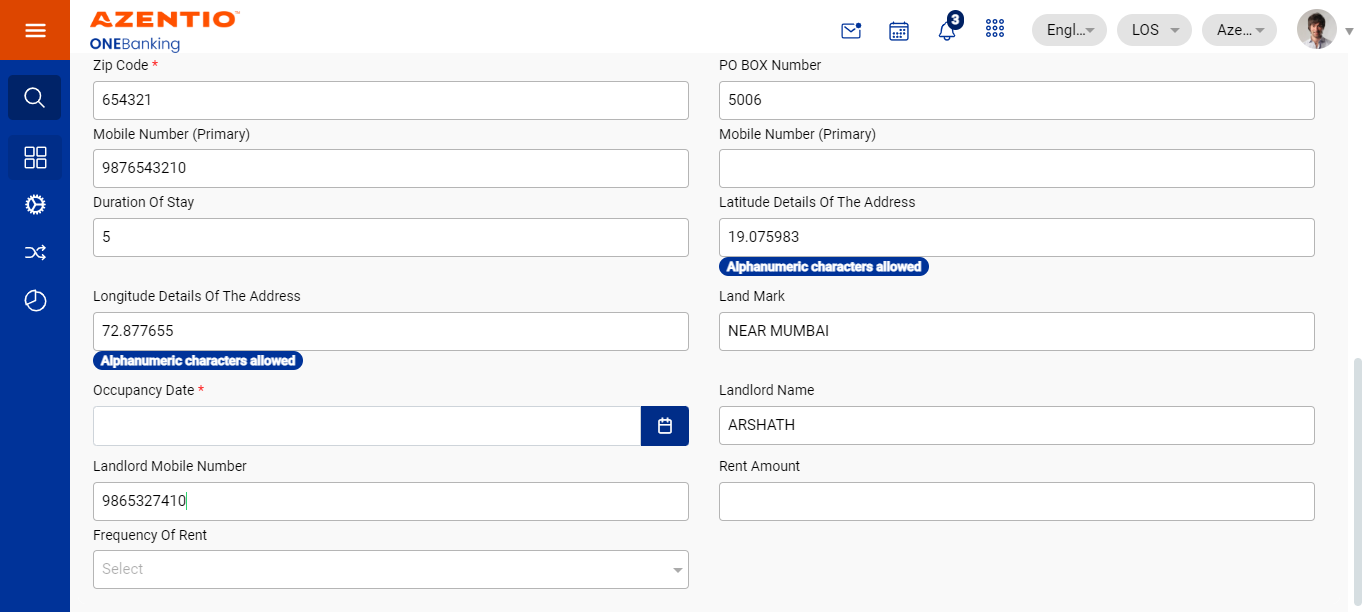 AZENTIO
ONEBanking
3
Engl...
LOS
Aze...
Zip Code *
PO BOX Number
654321
5006
Mobile Number (Primary)
Mobile Number (Primary)
9876543210
Duration Of Stay
Latitude Details Of The Address
5
19.075983
Alphanumeric characters allowed
Longitude Details Of The Address
Land Mark
72.877655
NEAR MUMBAI
Alphanumeric characters allowed
Occupancy Date *
Landlord Name
ARSHATH
Landlord Mobile Number
Rent Amount
9865327410
Frequency Of Rent
Select